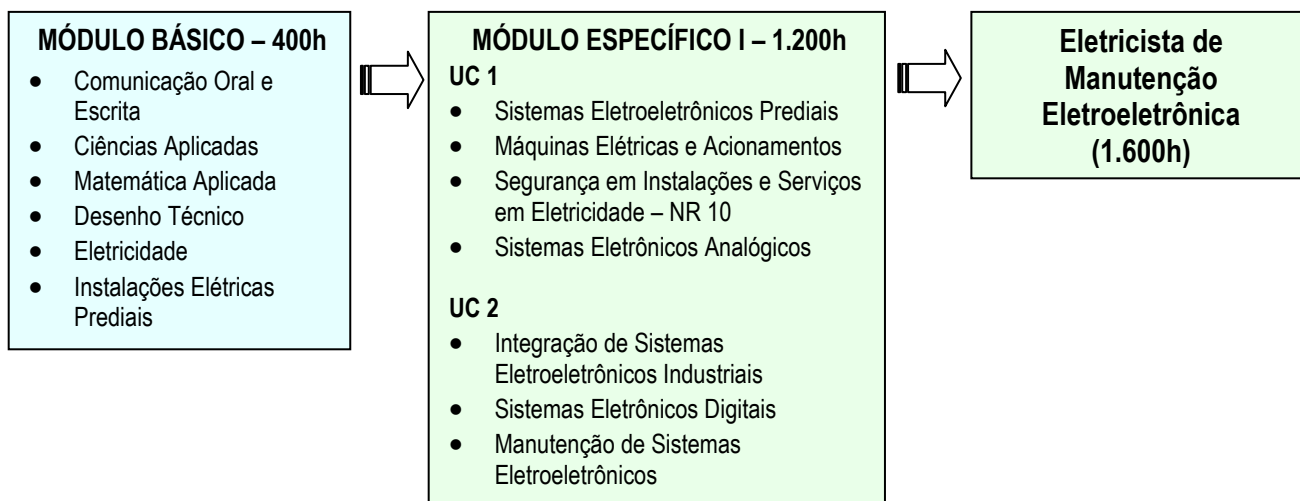 MÓDULO BÁSICO – 400h
• Comunicação Oral e
Escrita
• Ciências Aplicadas
• Matemática Aplicada
• Desenho Técnico
• Eletricidade
• Instalações Elétricas
Prediais
MÓDULO ESPECÍFICO I – 1.200h
UC 1
• Sistemas Eletroeletrônicos Prediais
• Máquinas Elétricas e Acionamentos
• Segurança em Instalações e Serviços
em Eletricidade – NR 10
• Sistemas Eletrônicos Analógicos
UC 2
• Integração de Sistemas
Eletroeletrônicos Industriais
• Sistemas Eletrônicos Digitais
• Manutenção de Sistemas
Eletroeletrônicos
Eletricista de
Manutenção
Eletroeletrônica
(1.600h)